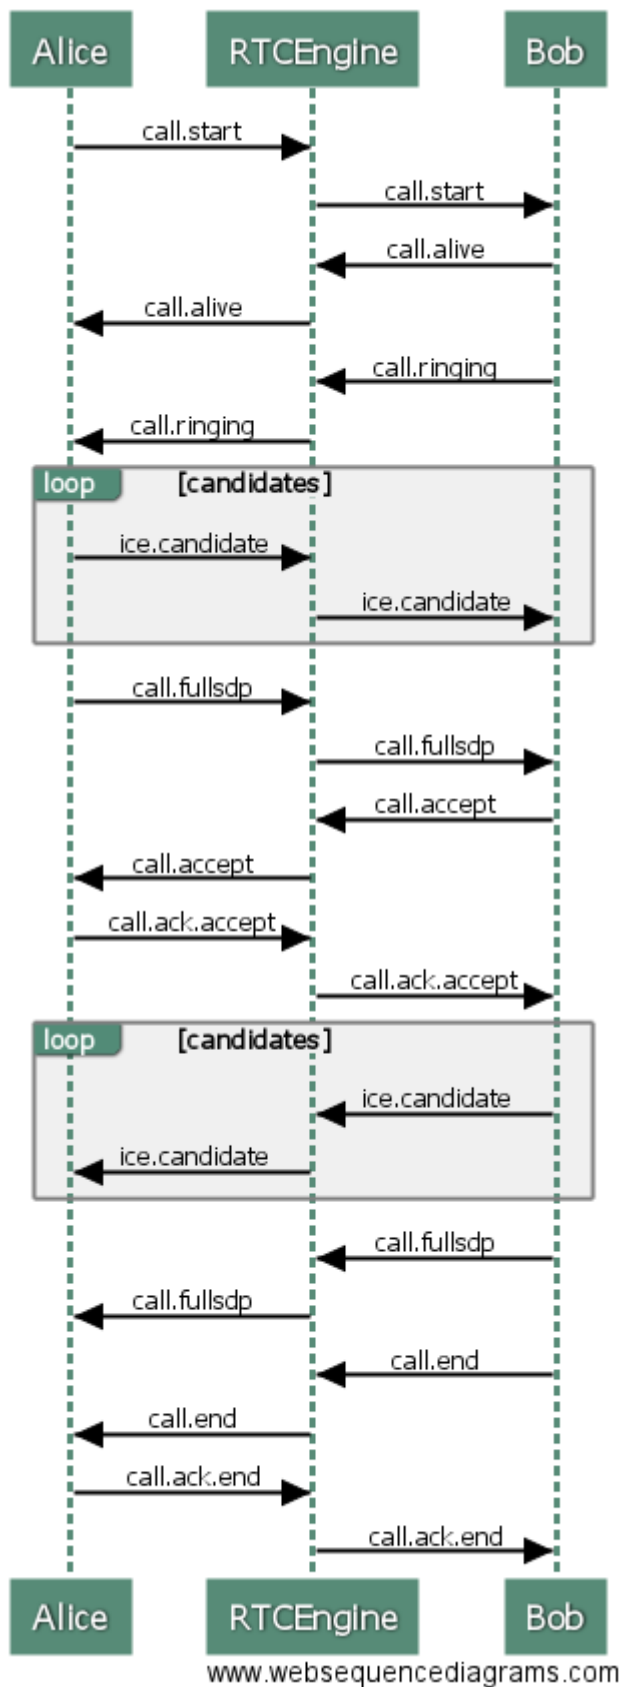 Alice RTCEngine Bob
call.start
call.start
call.alive
call.alive
call.ringing
call.ringing
loop [candidates]
ice.candidate
ice.candidate
call.fullsdp
call.fullsdp
call.accept
call.accept
call.ack.accept
call.ack.accept
loop [candidates]
ice.candidate
ice.candidate
call.fullsdp
call.fullsdp
call.end
call.end
call.ack.end
call.ack.end
Alice RTCEngine Bob
www.websequencediagrams.com